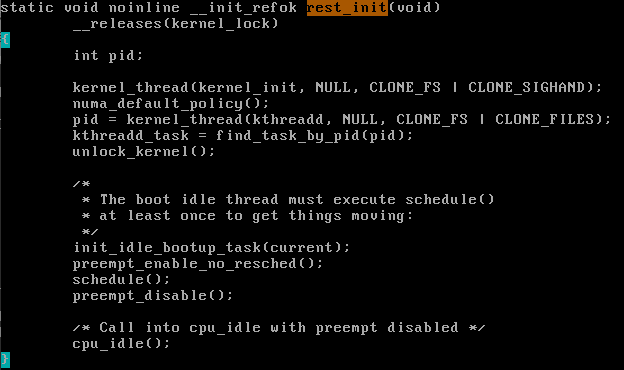 static void noinline __init_refok rest_init(void)
        __releases(kernel_lock)
{
        int pid;

        kernel_thread(kernel_init, NULL, CLONE_FS | CLONE_SIGHAND);
        numa_default_policy();
        pid = kernel_thread(kthreadd, NULL, CLONE_FS | CLONE_FILES);
        kthreadd_task = find_task_by_pid(pid);
        unlock_kernel();

        /*
         * The boot idle thread must execute schedule()
         * at least once to get things moving:
         */
        init_idle_bootup_task(current);
        preempt_enable_no_resched();
        schedule();
        preempt_disable();

        /* Call into cpu_idle with preempt disabled */
        cpu_idle();
}